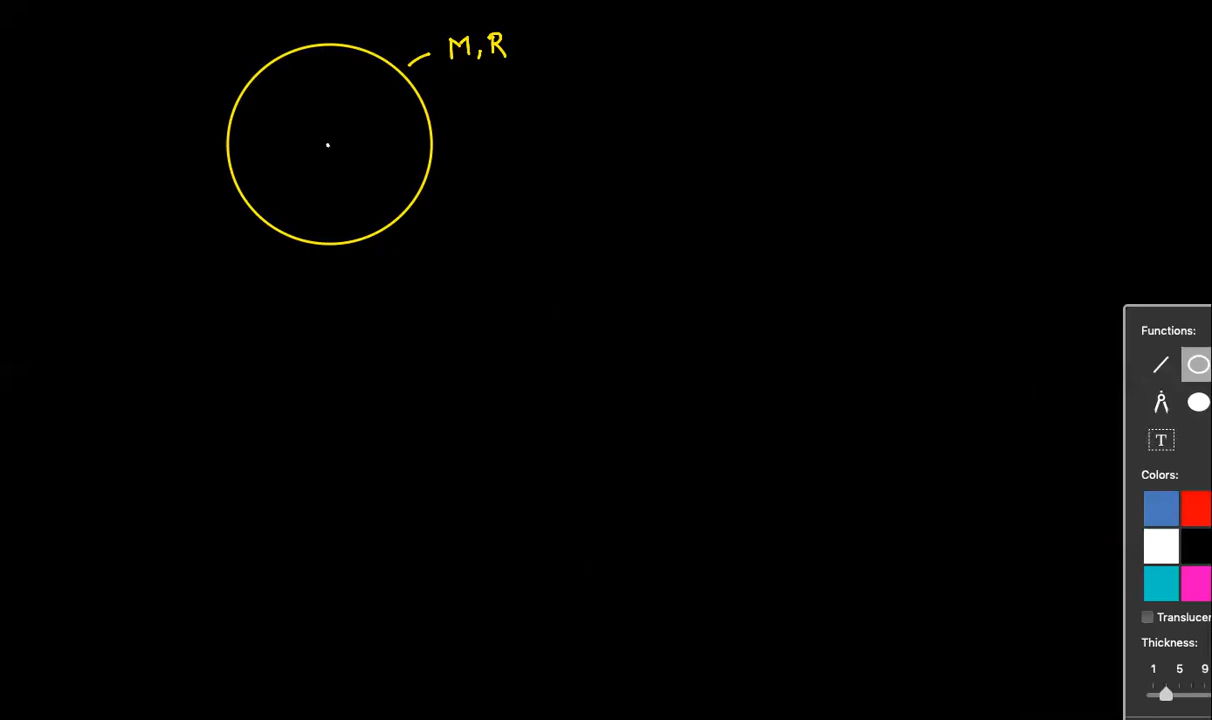 M, R
Functions:
T
Colors:
Translucen
Thickness:
1 5 9